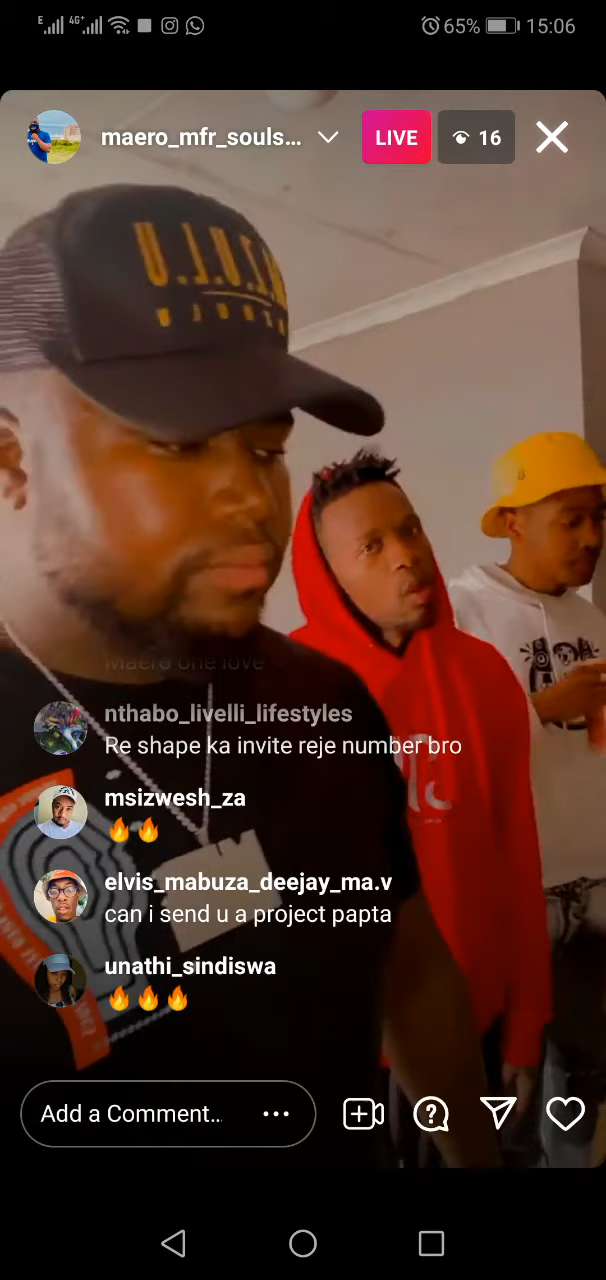 E 4G+ 65% 15:06
maero_mfr_souls... LIVE 16
Maero one love
nthabo_livelli_lifestyles
Re shape ka invite reje number bro
msizwesh_za
🔥🔥
elvis_mabuza_deejay_ma.v
can i send u a project papta
unathi_sindiswa
🔥🔥🔥
Add a Comment..